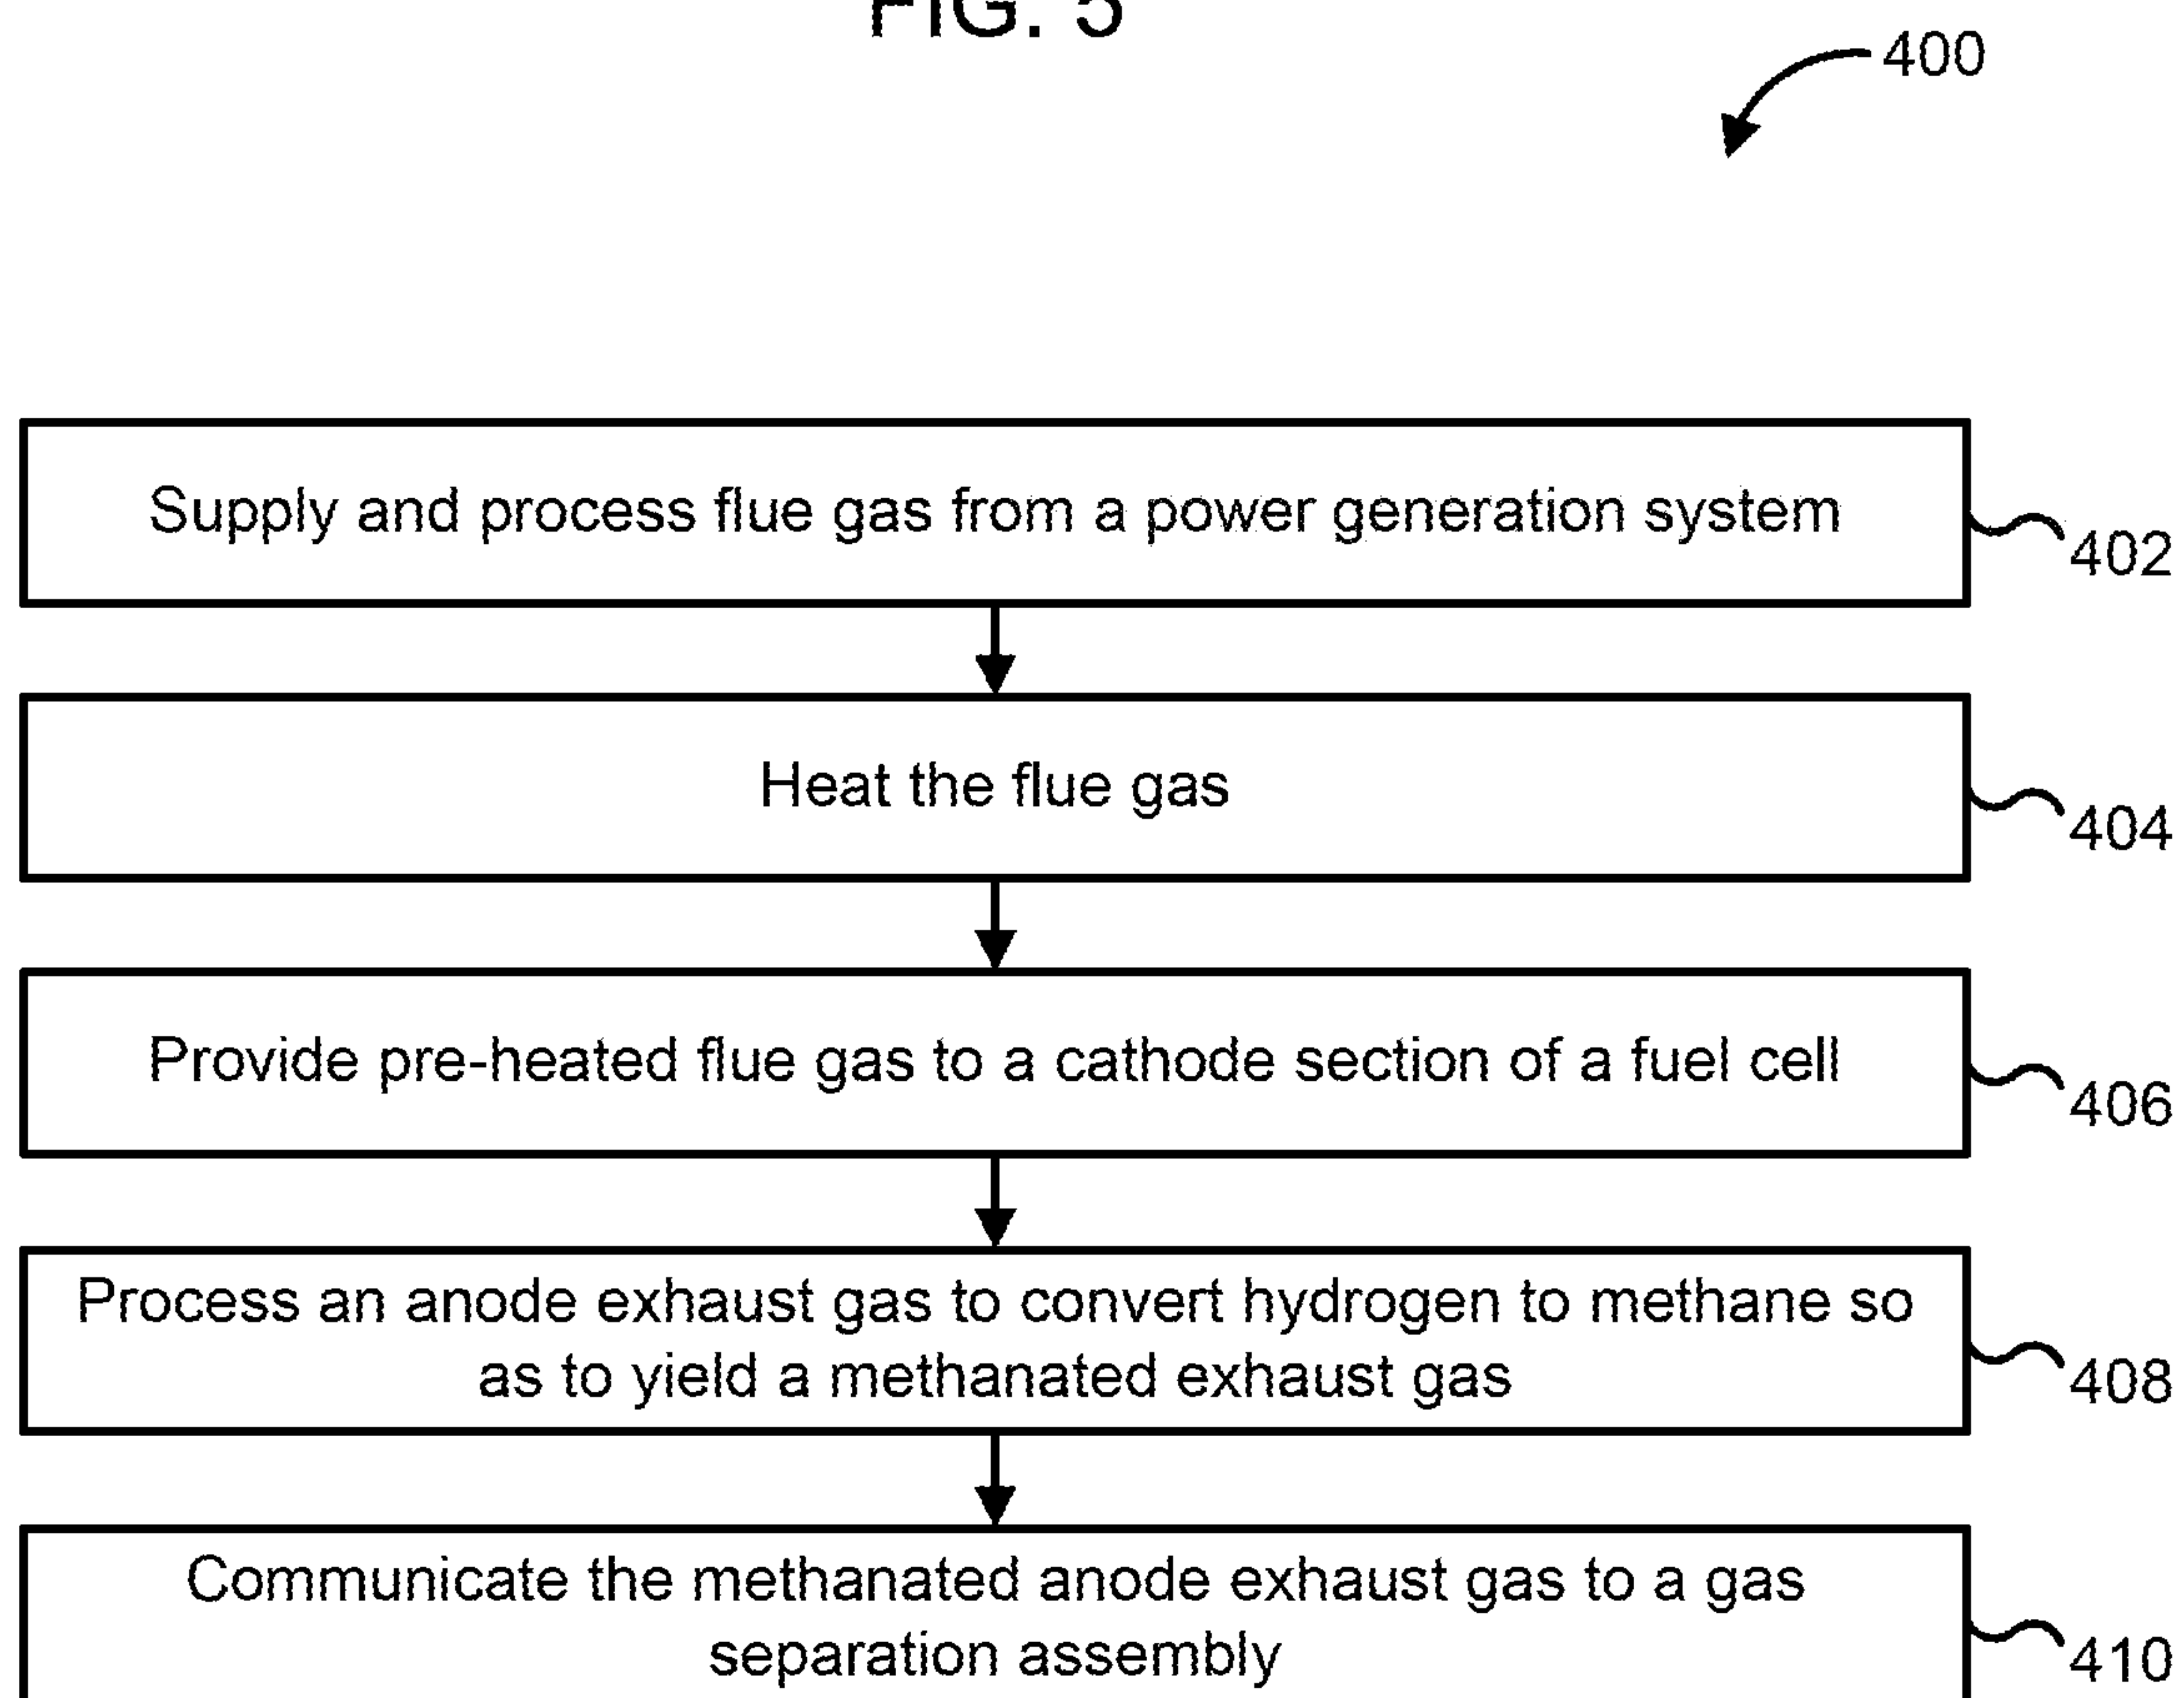 FIG. 5
400
Supply and process flue gas from a power generation system
402
Heat the flue gas
404
Provide pre-heated flue gas to a cathode section of a fuel cell
406
Process an anode exhaust gas to convert hydrogen to methane so
as to yield a methanated exhaust gas
408
Communicate the methanated anode exhaust gas to a gas
separation assembly
410